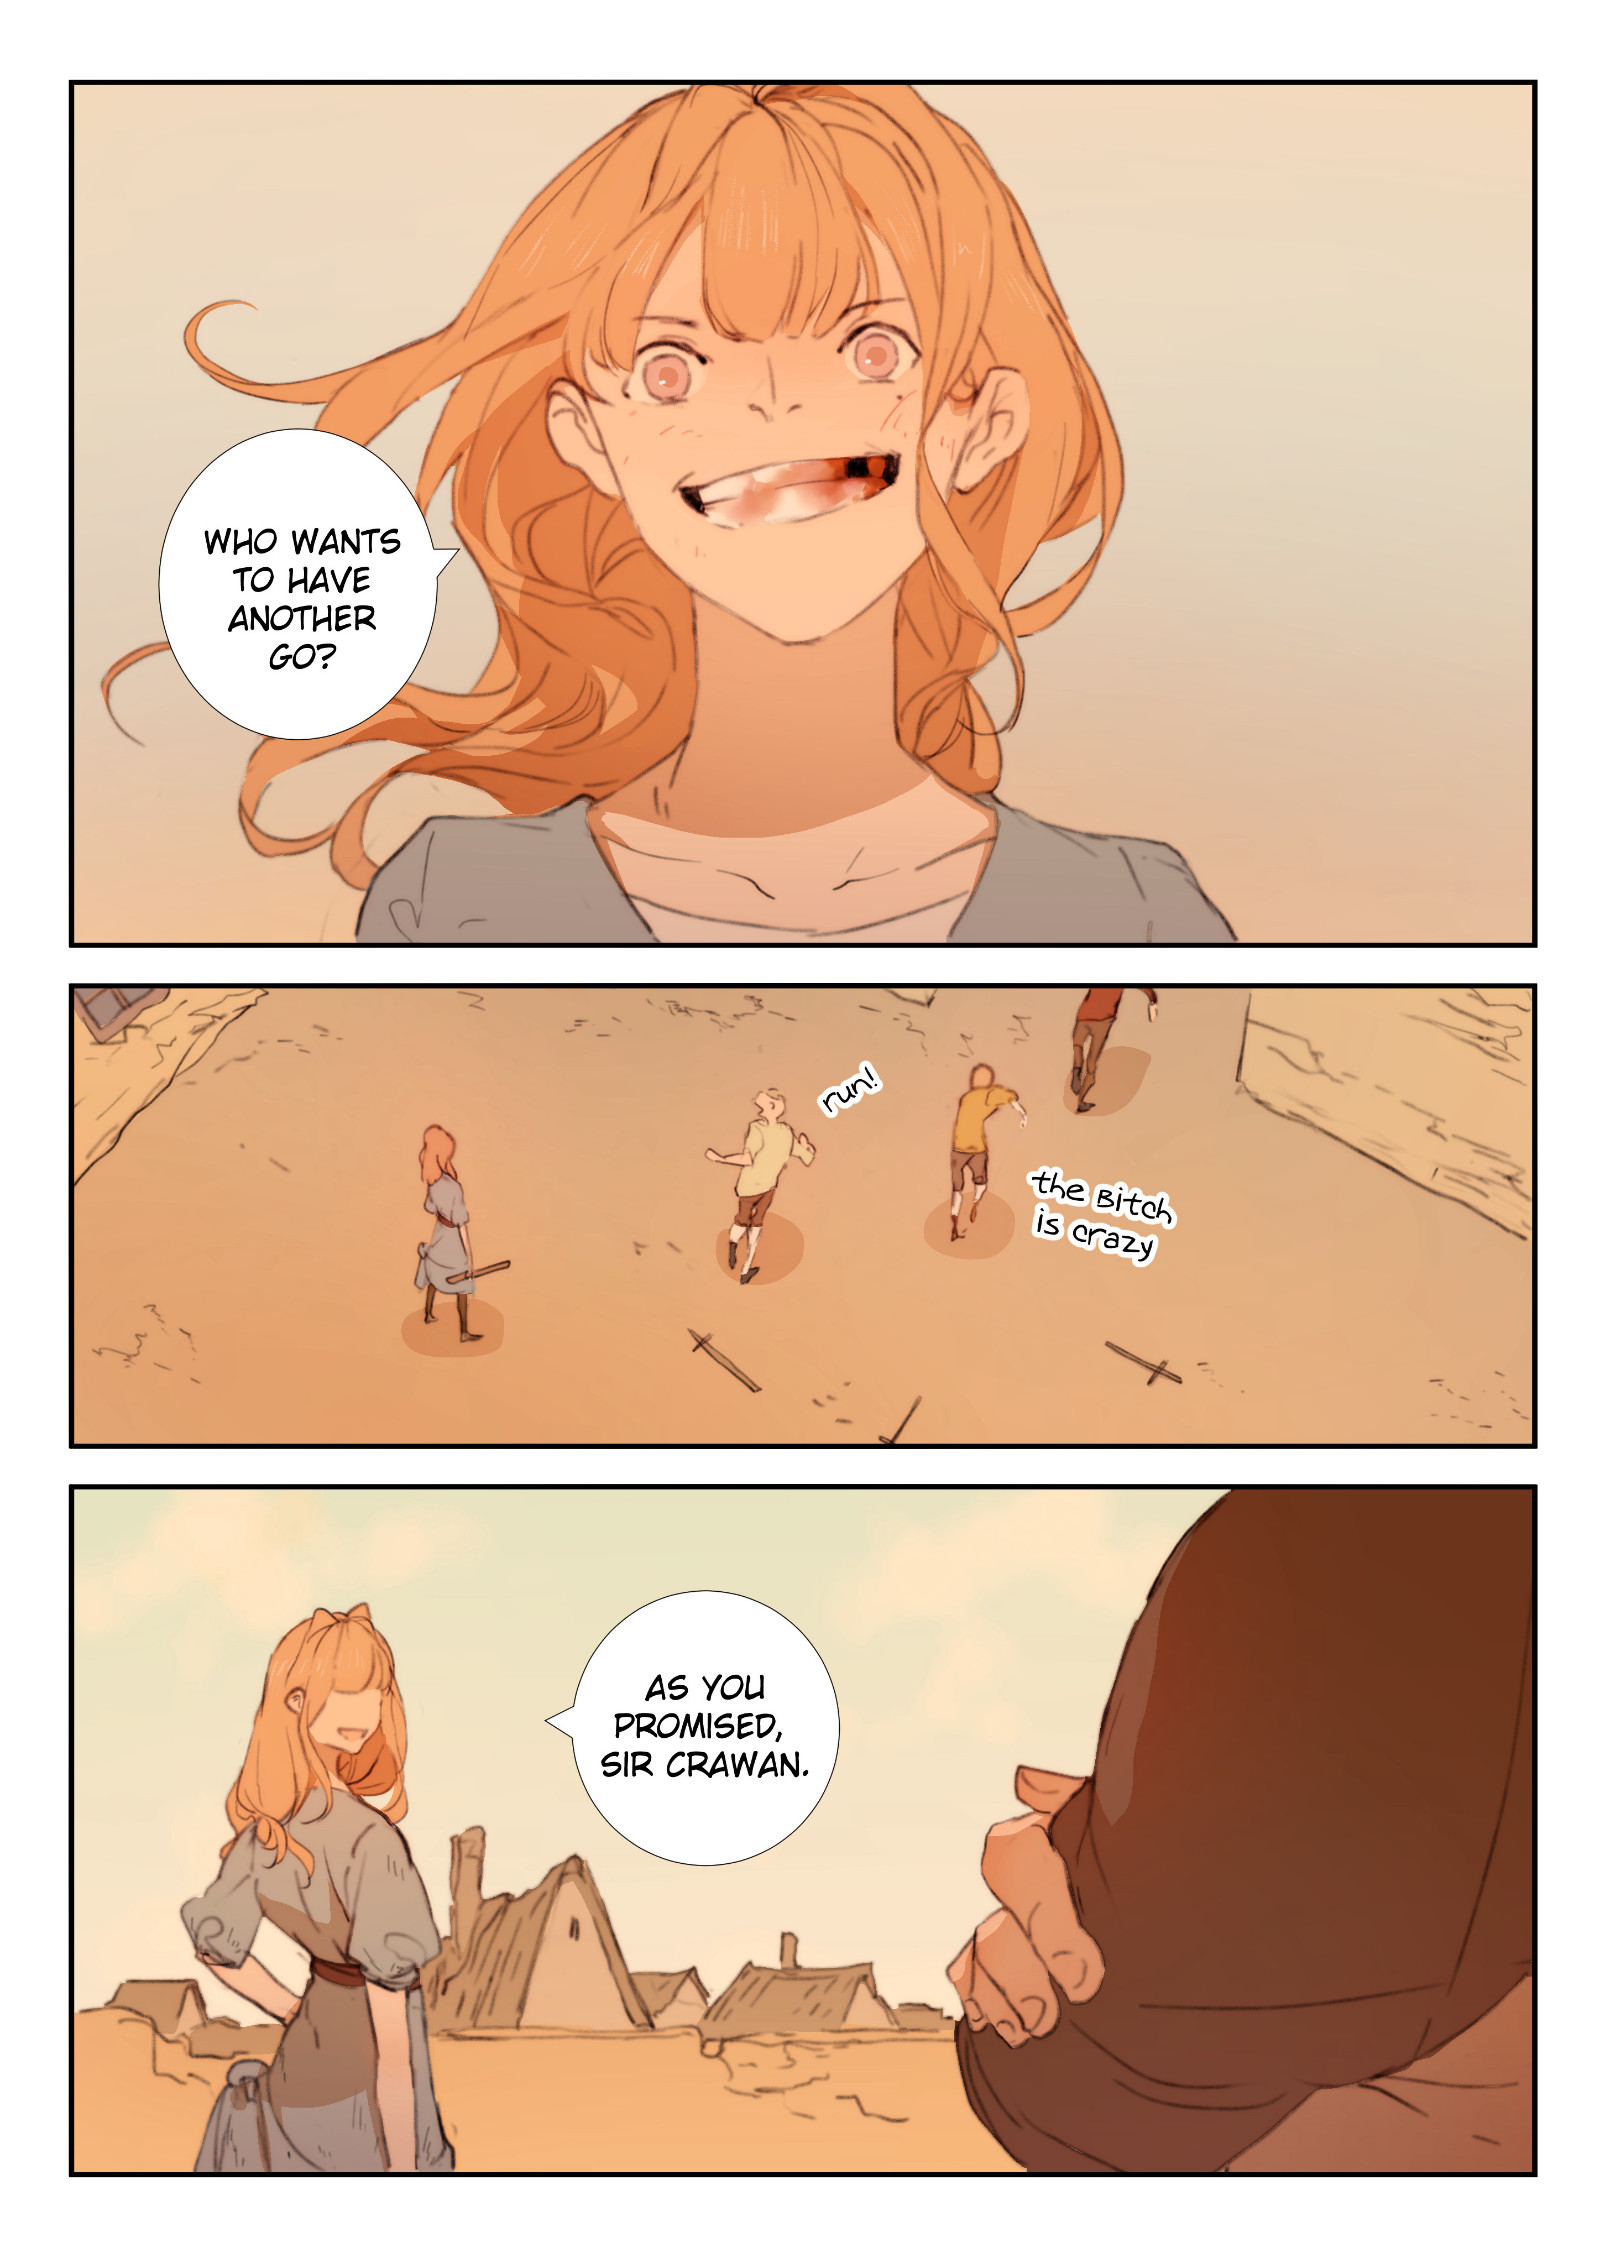 WHO WANTS
TO HAVE
ANOTHER
GO?
run!
the Bitch
is crazy
AS YOU
PROMISED,
SIR CRAWAN.